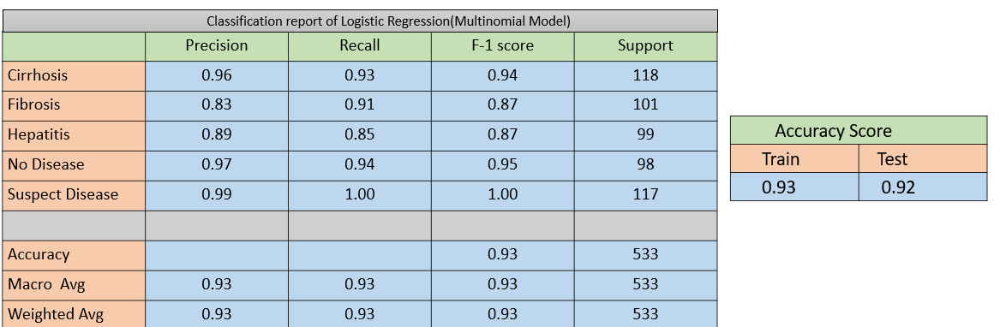 Classification report of Logistic Regression(Multinomial Model)
Precision Recall F-1 score Support
Cirrhosis 0.96 0.93 0.94 118
Fibrosis 0.83 0.91 0.87 101
Hepatitis 0.89 0.85 0.87 99
No Disease 0.97 0.94 0.95 98
Suspect Disease 0.99 1.00 1.00 117
Accuracy 0.93 533
Macro Avg 0.93 0.93 0.93 533
Weighted Avg 0.93 0.93 0.93 533
Accuracy Score
Train Test
0.93 0.92